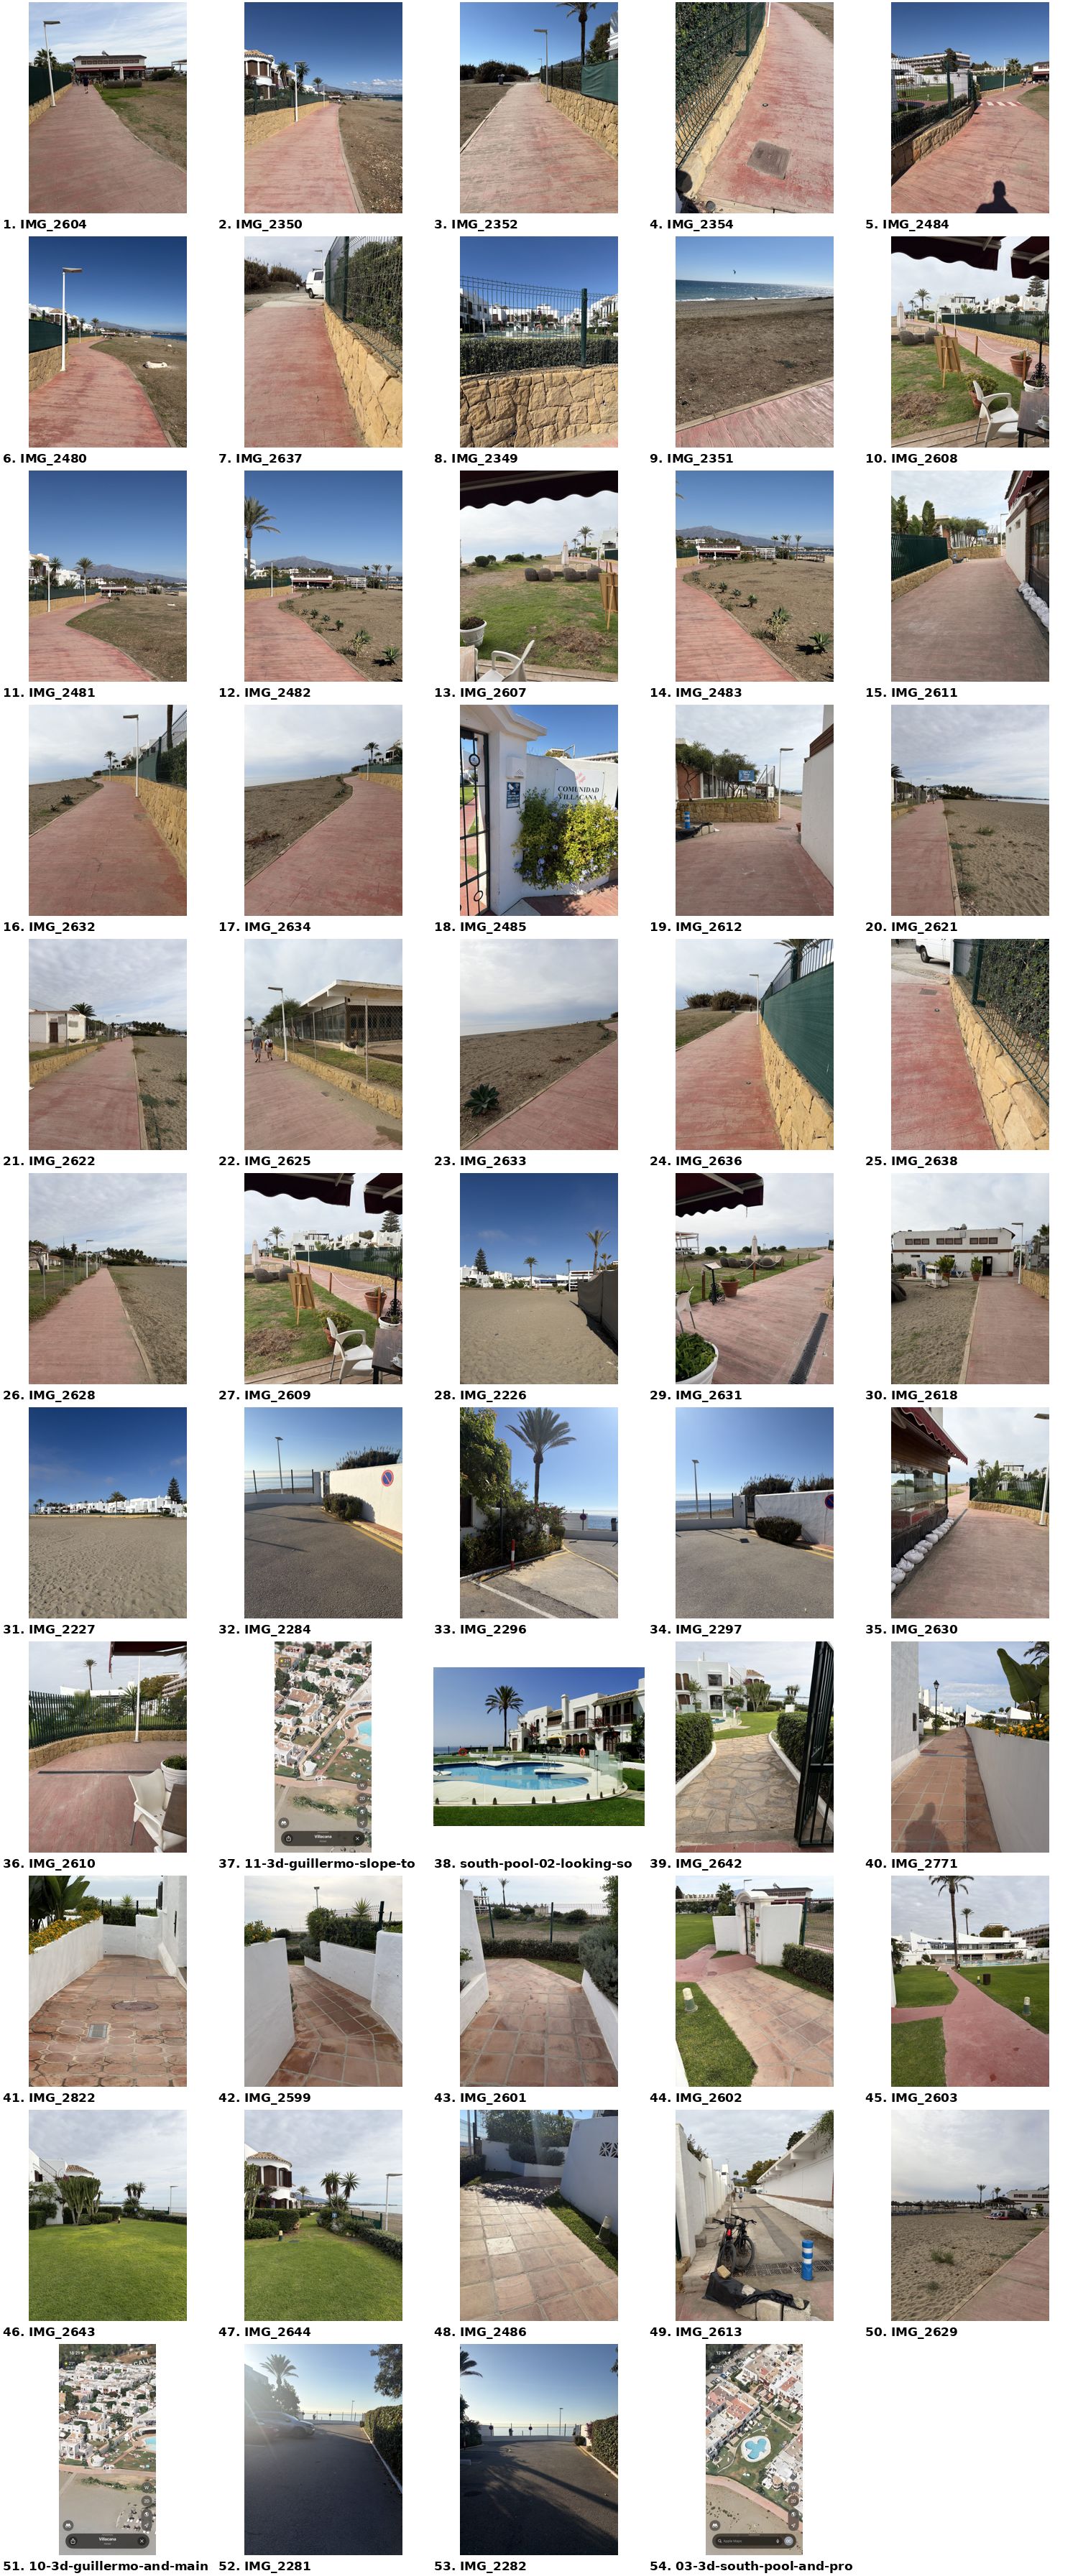 1. IMG_2604
2. IMG_2350
3. IMG_2352
4. IMG_2354
5. IMG_2484
6. IMG_2480
7. IMG_2637
8. IMG_2349
9. IMG_2351
10. IMG_2608
11. IMG_2481
12. IMG_2482
13. IMG_2607
14. IMG_2483
15. IMG_2611
COMUNIDAD
VILLACANA
16. IMG_2632
17. IMG_2634
18. IMG_2485
19. IMG_2612
20. IMG_2621
21. IMG_2622
22. IMG_2625
23. IMG_2633
24. IMG_2636
25. IMG_2638
26. IMG_2628
27. IMG_2609
28. IMG_2226
29. IMG_2631
30. IMG_2618
31. IMG_2227
32. IMG_2284
33. IMG_2296
34. IMG_2297
35. IMG_2630
Villacana
36. IMG_2610
37. 11-3d-guillermo-slope-to
38. south-pool-02-looking-so
39. IMG_2642
40. IMG_2771
41. IMG_2822
42. IMG_2599
43. IMG_2601
44. IMG_2602
45. IMG_2603
46. IMG_2643
47. IMG_2644
48. IMG_2486
49. IMG_2613
50. IMG_2629
Villacana
51. 10-3d-guillermo-and-main
52. IMG_2281
53. IMG_2282
54. 03-3d-south-pool-and-pro